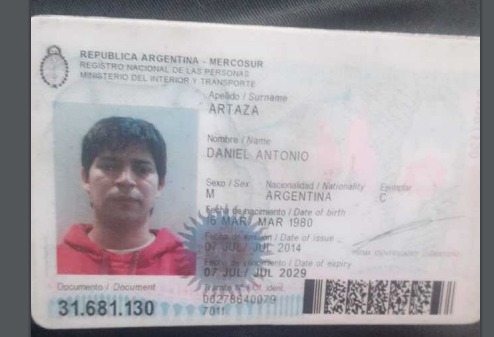 REPUBLICA ARGENTINA - MERCOSUR
REGISTRO NACIONAL DE LAS PERSONAS
MINISTERIO DEL INTERIOR Y TRANSPORTE
Apellido / Surname
ARTAZA
Nombre / Name
DANIEL ANTONIO
Sexo / Sex Nacionalidad / Nationality Ejemplar
M ARGENTINA C
Fecha de nacimiento / Date of birth
16 MAR/ MAR 1980
Fecha de emisión / Date of issue
07 JUL/ JUL 2014
FIRMA IDENTIFICADO
Fecha de vencimiento / Date of expiry
07 JUL/ JUL 2029
Documento / Document
Trámite N° / Of. ident.
31.681.130
7011